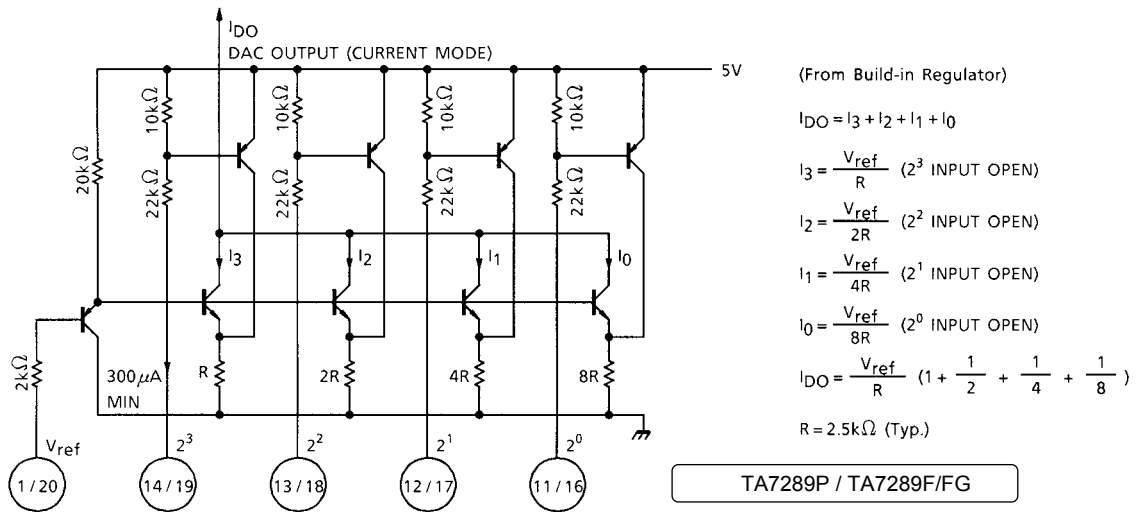 IDO
DAC OUTPUT (CURRENT MODE)
5V
10kΩ
10kΩ
10kΩ
10kΩ
20kΩ
22kΩ
22kΩ
22kΩ
22kΩ
I3
I2
I1
I0
2kΩ
300μA
MIN
R
2R
4R
8R
Vref
2³
2²
2¹
2⁰
1/20
14/19
13/18
12/17
11/16
(From Build-in Regulator)
IDO = I3 + I2 + I1 + I0
I3 = Vref / R (2³ INPUT OPEN)
I2 = Vref / 2R (2² INPUT OPEN)
I1 = Vref / 4R (2¹ INPUT OPEN)
I0 = Vref / 8R (2⁰ INPUT OPEN)
IDO = Vref / R (1 + 1/2 + 1/4 + 1/8)
R = 2.5kΩ (Typ.)
TA7289P / TA7289F/FG